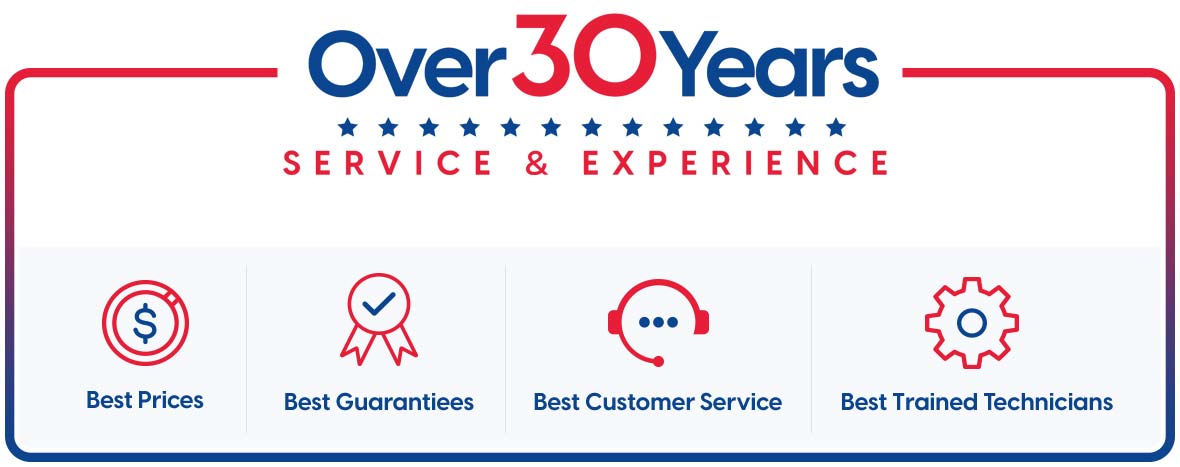 Over 30 Years
SERVICE & EXPERIENCE
$
Best Prices
Best Guarantiees
Best Customer Service
Best Trained Technicians